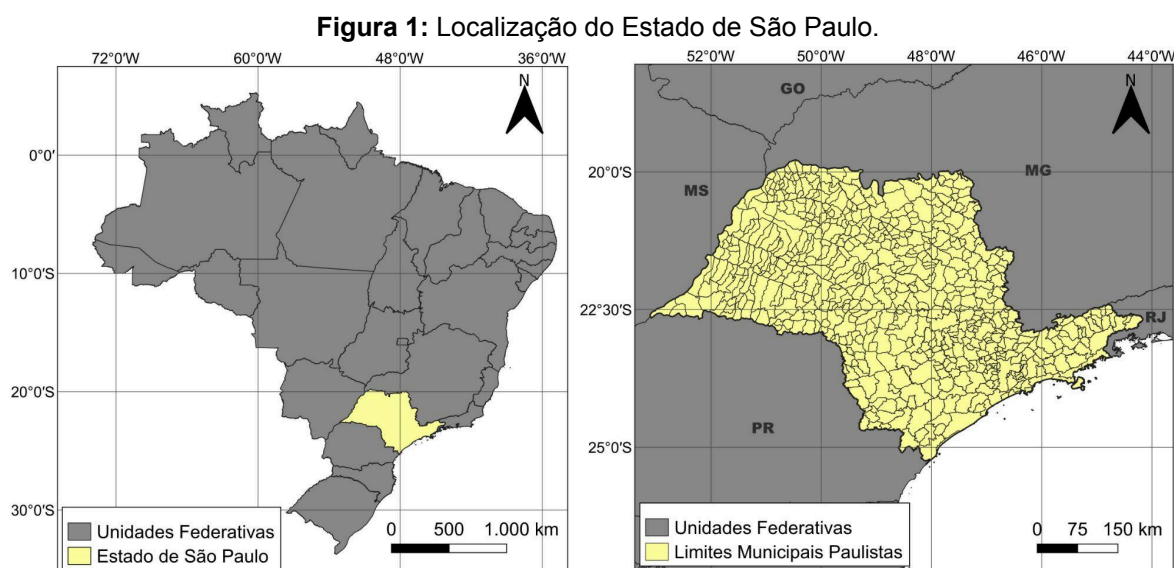 Figura 1: Localização do Estado de São Paulo.
72°0'W 60°0'W 48°0'W 36°0'W
N
0°0'
10°0'S
20°0'S
30°0'S
Unidades Federativas
Estado de São Paulo
0 500 1.000 km
52°0'W 50°0'W 48°0'W 46°0'W 44°0'W
N
GO
20°0'S
MS
MG
22°30'S
RJ
PR
25°0'S
Unidades Federativas
Limites Municipais Paulistas
0 75 150 km